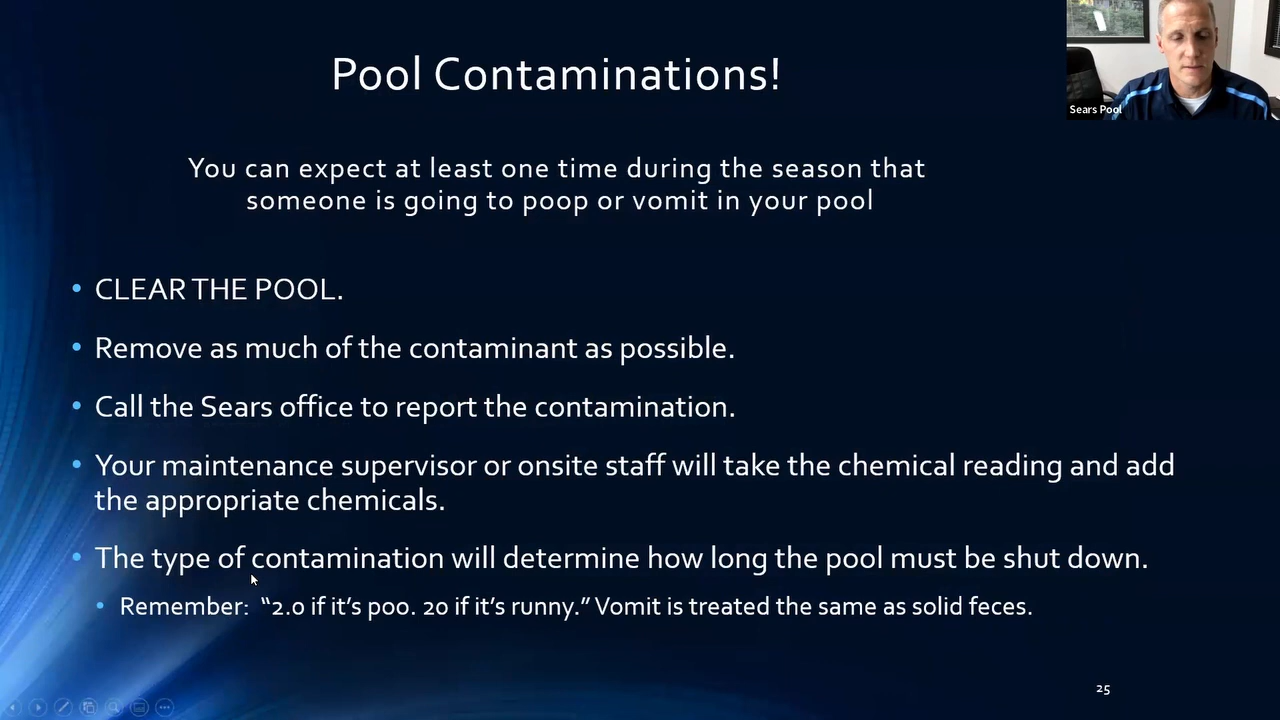 Pool Contaminations!
Sears Pool
You can expect at least one time during the season that
someone is going to poop or vomit in your pool
• CLEAR THE POOL.
• Remove as much of the contaminant as possible.
• Call the Sears office to report the contamination.
• Your maintenance supervisor or onsite staff will take the chemical reading and add
the appropriate chemicals.
• The type of contamination will determine how long the pool must be shut down.
• Remember: “2.0 if it’s poo. 20 if it’s runny.” Vomit is treated the same as solid feces.
25